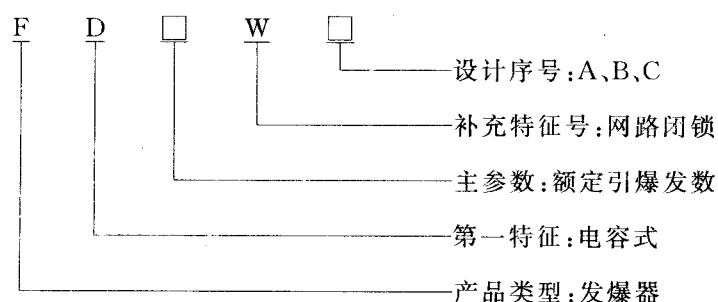 F D □ W □
设计序号:A、B、C
补充特征号:网路闭锁
主参数:额定引爆发数
第一特征:电容式
产品类型:发爆器